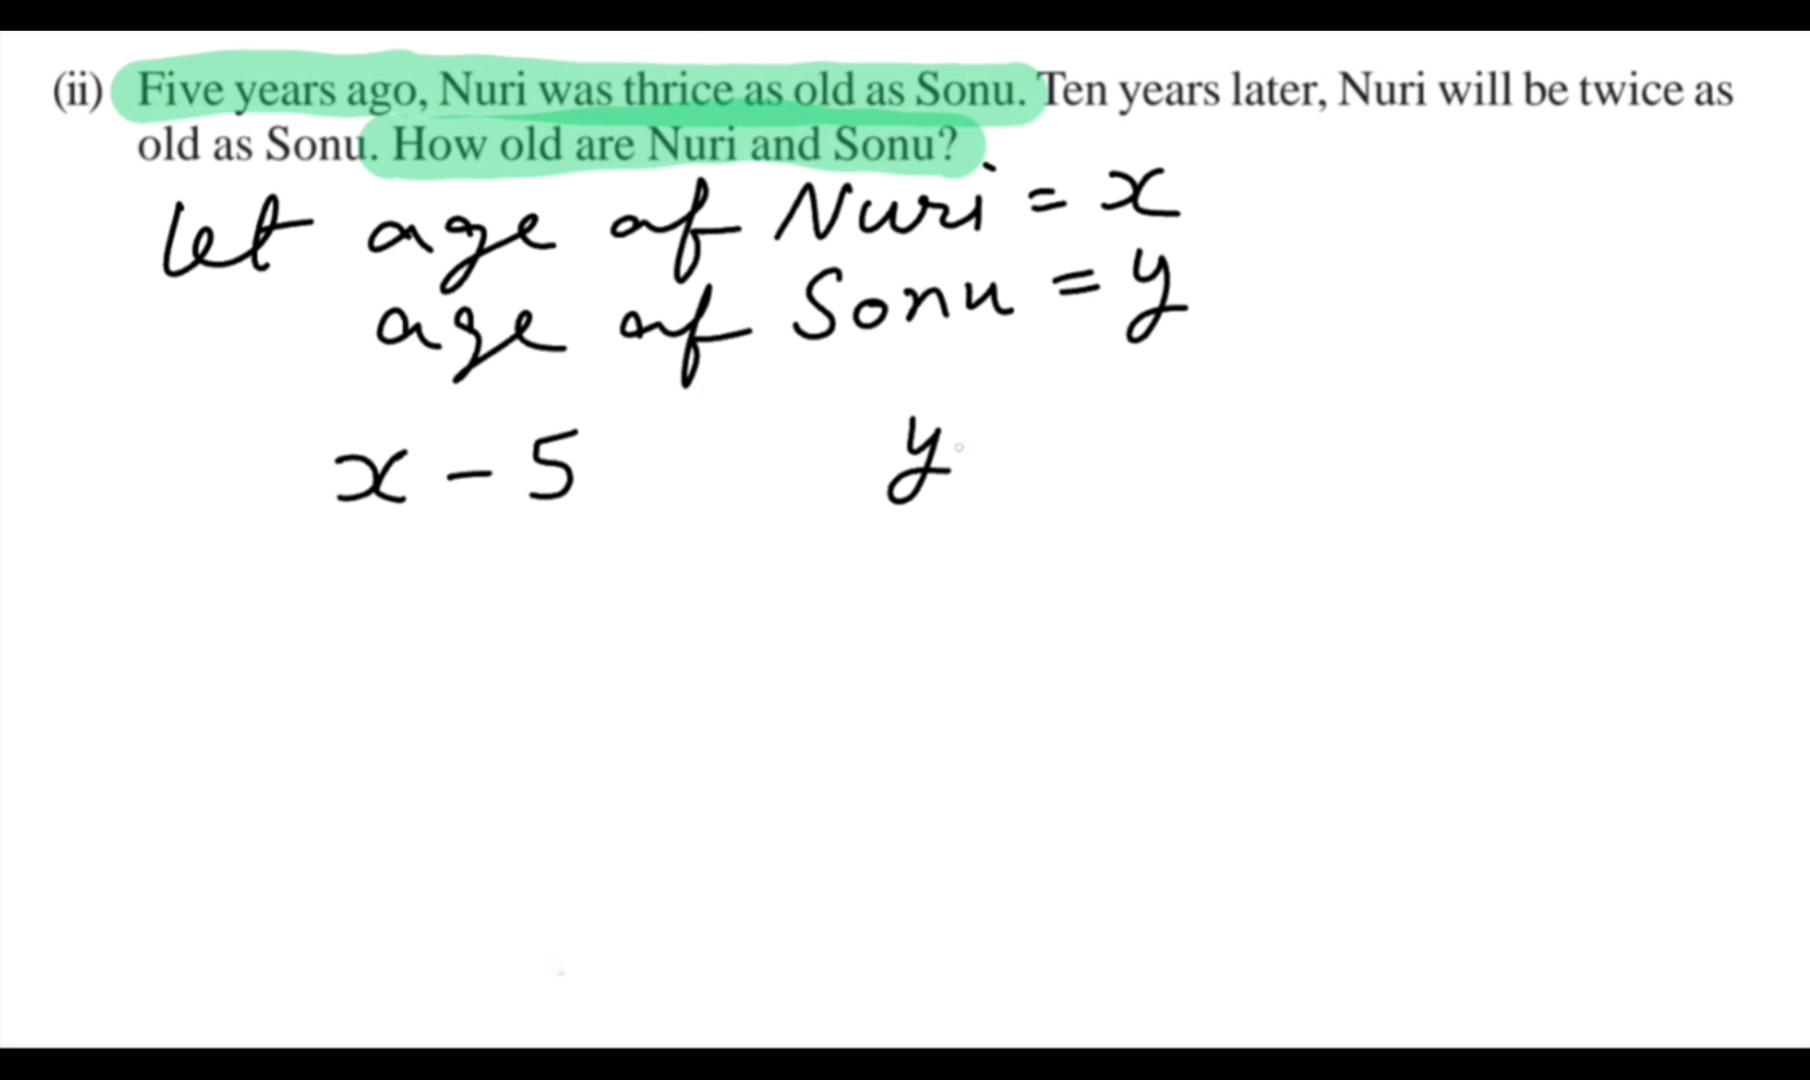 (ii) Five years ago, Nuri was thrice as old as Sonu. Ten years later, Nuri will be twice as
old as Sonu. How old are Nuri and Sonu?
Let age of Nuri = x
age of Sonu = y
x - 5 y